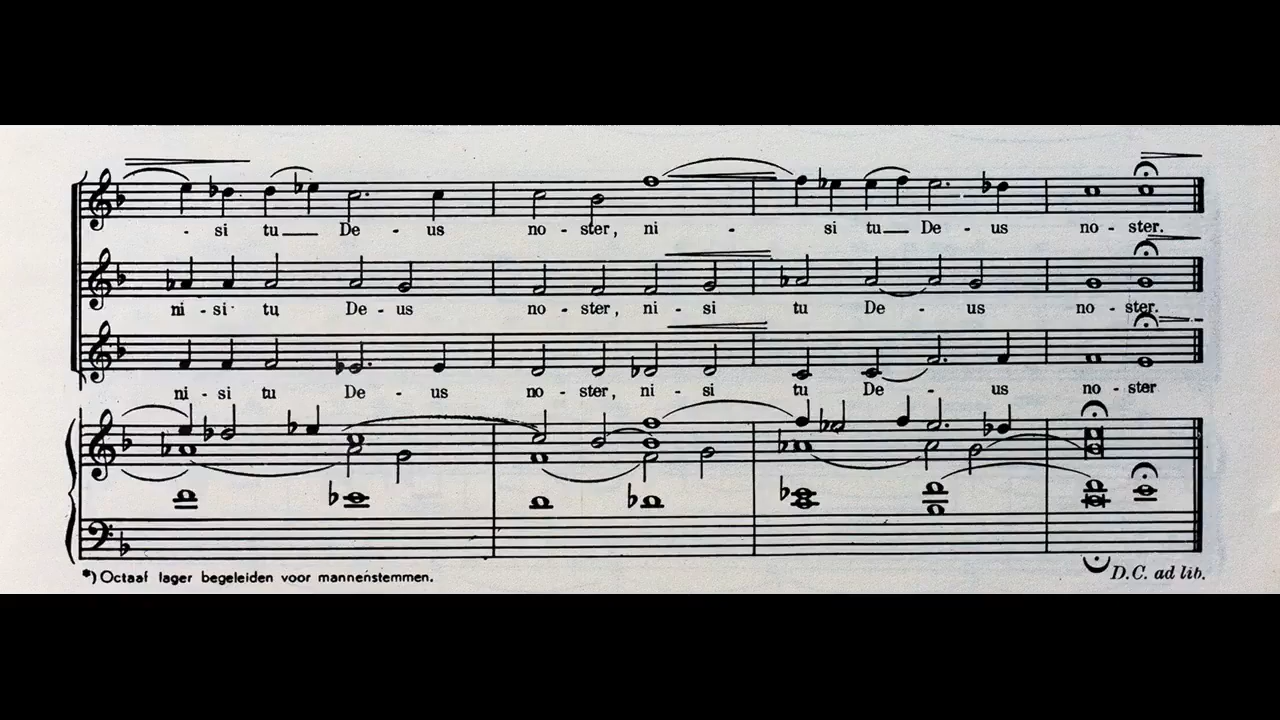 - si tu De - us no - ster, ni - si tu De - us no - ster.
ni - si tu De - us no - ster, ni - si tu De - us no - ster.
ni - si tu De - us no - ster, ni - si tu De - us no - ster
*) Octaaf lager begeleiden voor mannenstemmen.
D.C. ad lib.